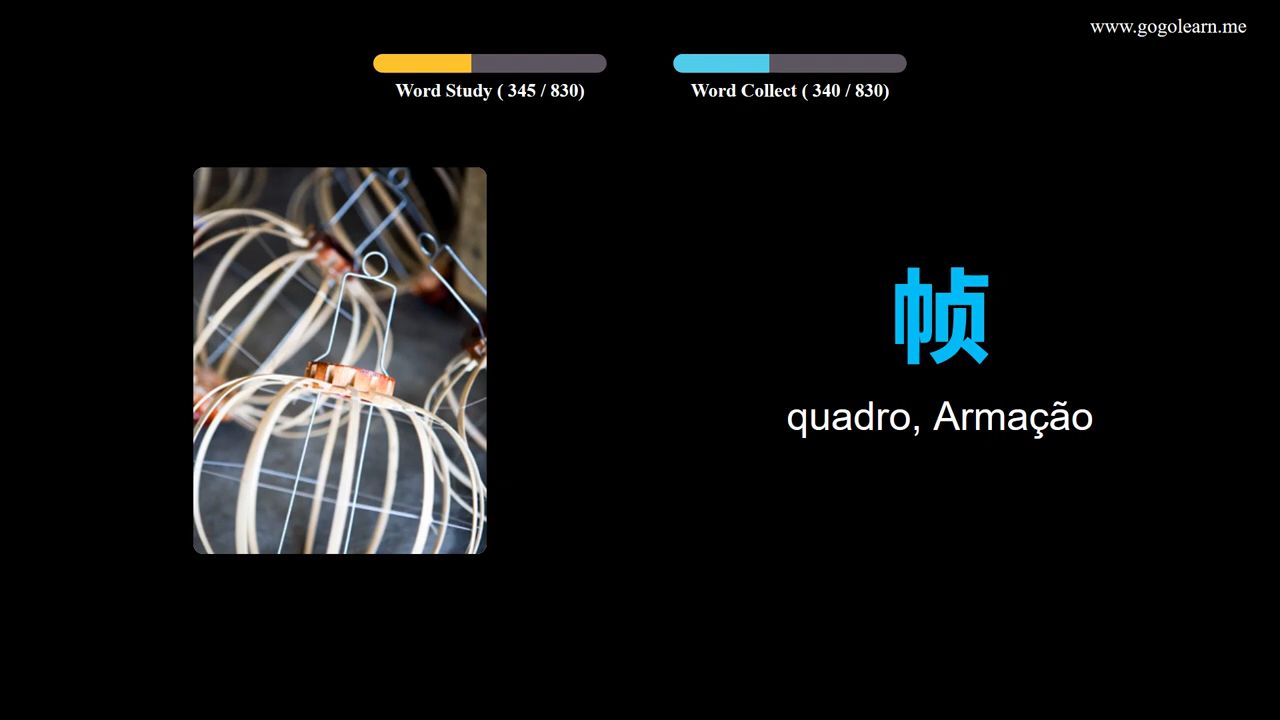 www.gogolearn.me
Word Study ( 345 / 830)
Word Collect ( 340 / 830)
帧
quadro, Armação